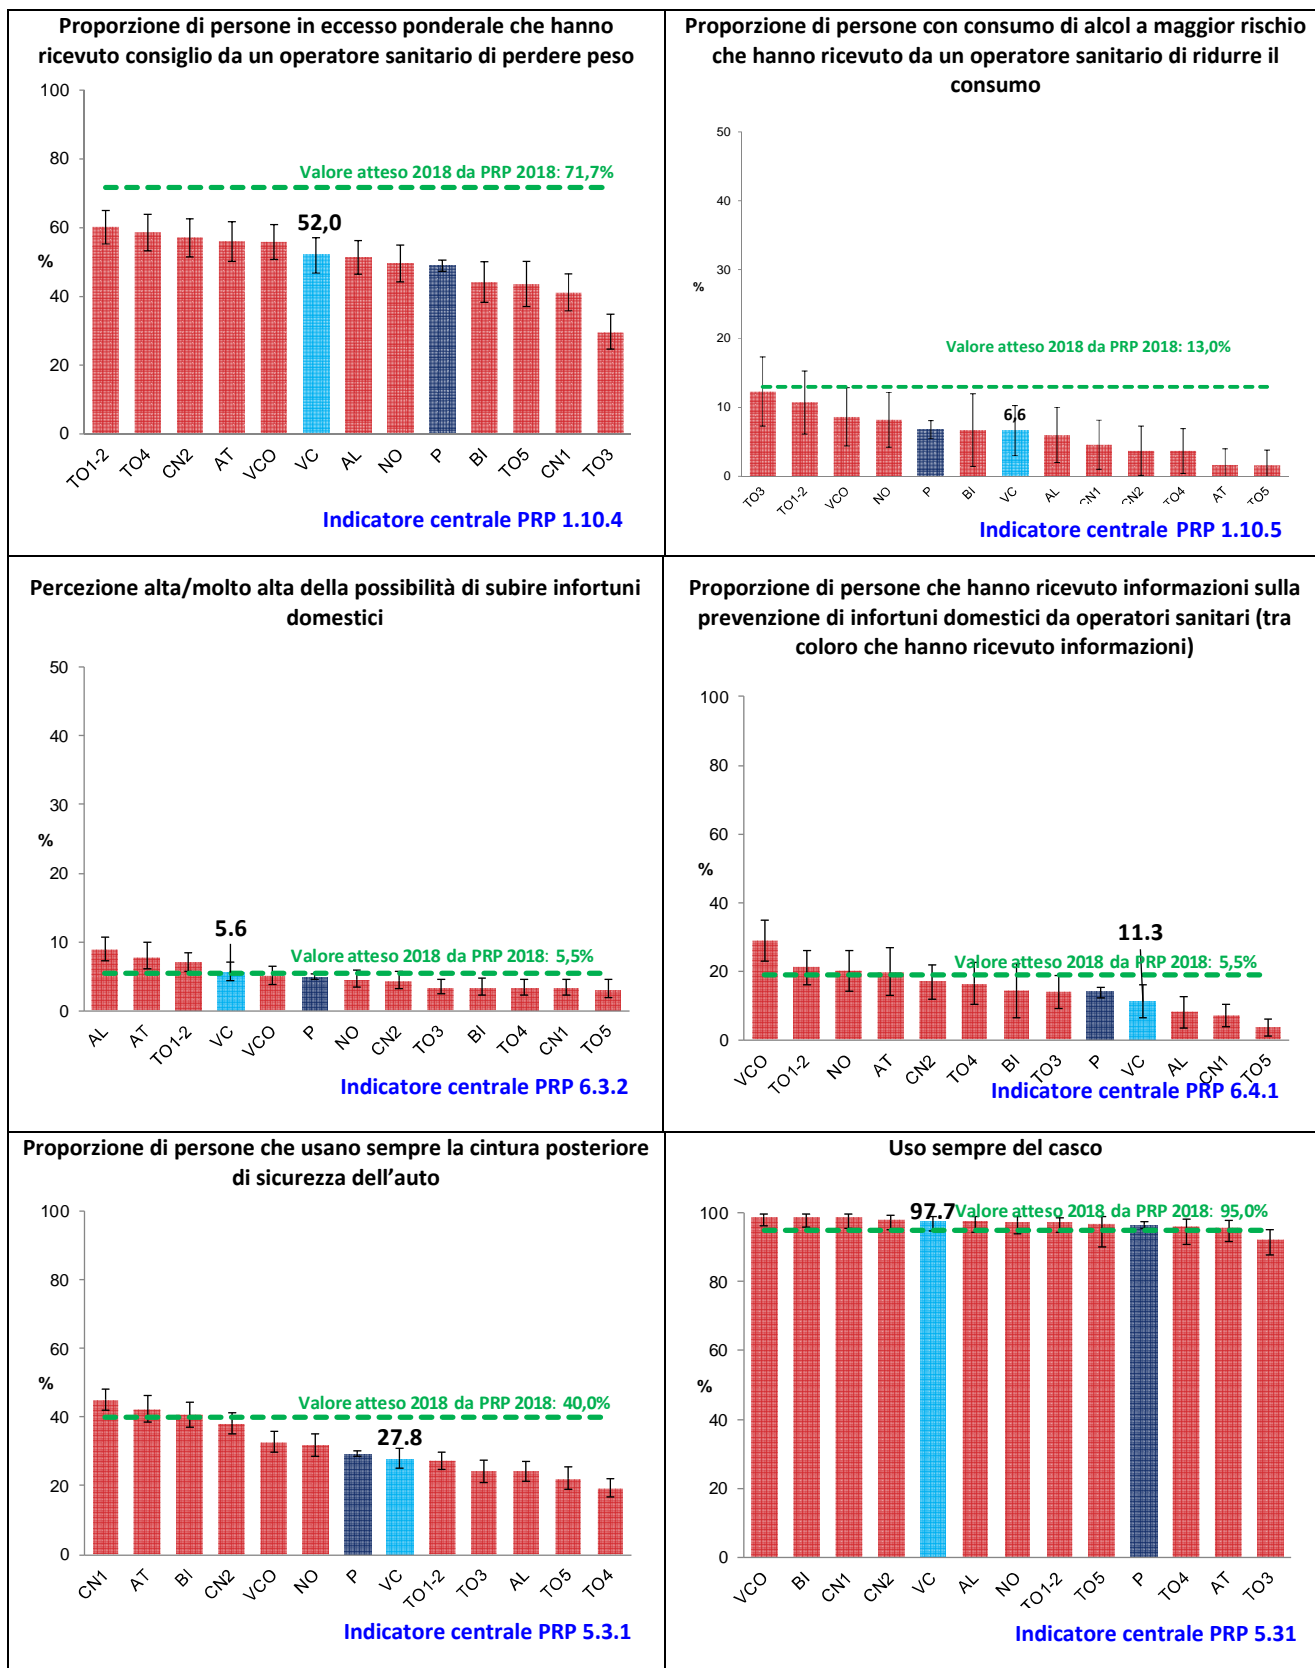 Proporzione di persone in eccesso ponderale che hanno
ricevuto consiglio da un operatore sanitario di perdere peso
100
80
60
40
20
0
%
Valore atteso 2018 da PRP 2018: 71,7%
52,0
TO1-2 TO4 CN2 AT VCO VC AL NO P BI TO5 CN1 TO3
Indicatore centrale PRP 1.10.4
Proporzione di persone con consumo di alcol a maggior rischio
che hanno ricevuto da un operatore sanitario di ridurre il
consumo
50
40
30
20
10
0
%
Valore atteso 2018 da PRP 2018: 13,0%
6,6
TO3 TO1-2 VCO NO P BI VC AL CN1 CN2 TO4 AT TO5
Indicatore centrale PRP 1.10.5
Percezione alta/molto alta della possibilità di subire infortuni
domestici
50
40
30
20
10
0
%
5.6
Valore atteso 2018 da PRP 2018: 5,5%
AL AT TO1-2 VC VCO P NO CN2 TO3 BI TO4 CN1 TO5
Indicatore centrale PRP 6.3.2
Proporzione di persone che hanno ricevuto informazioni sulla
prevenzione di infortuni domestici da operatori sanitari (tra
coloro che hanno ricevuto informazioni)
100
80
60
40
20
0
%
11.3
Valore atteso 2018 da PRP 2018: 5,5%
VCO TO1-2 NO AT CN2 TO4 BI TO3 P VC AL CN1 TO5
Indicatore centrale PRP 6.4.1
Proporzione di persone che usano sempre la cintura posteriore
di sicurezza dell'auto
100
80
60
40
20
0
%
Valore atteso 2018 da PRP 2018: 40,0%
27.8
CN1 AT BI CN2 VCO NO P VC TO1-2 TO3 AL TO5 TO4
Indicatore centrale PRP 5.3.1
Uso sempre del casco
100
80
60
40
20
0
%
97.7
Valore atteso 2018 da PRP 2018: 95,0%
VCO BI CN1 CN2 VC AL NO TO1-2 TO5 P TO4 AT TO3
Indicatore centrale PRP 5.31